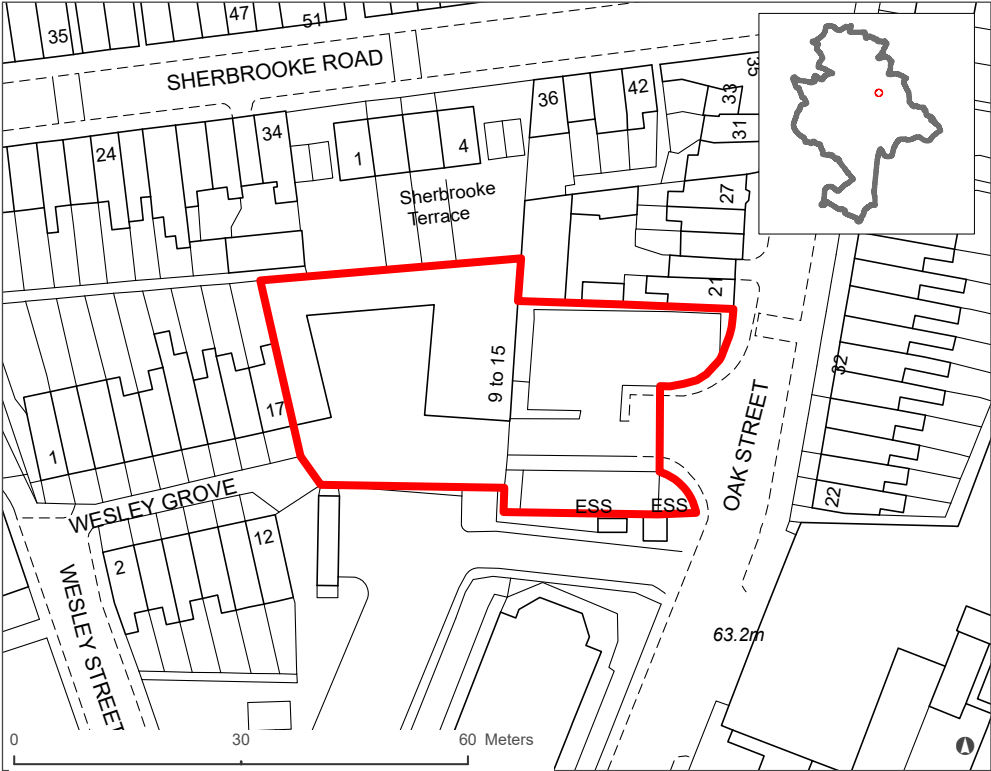 47
51
35
SHERBROOKE ROAD
35
36
42
33
31
34
24
1
4
Sherbrooke
Terrace
27
21
9 to 15
32
17
1
OAK STREET
WESLEY GROVE
22
ESS
ESS
12
2
WESLEY STREET
63.2m
0
30
60 Meters